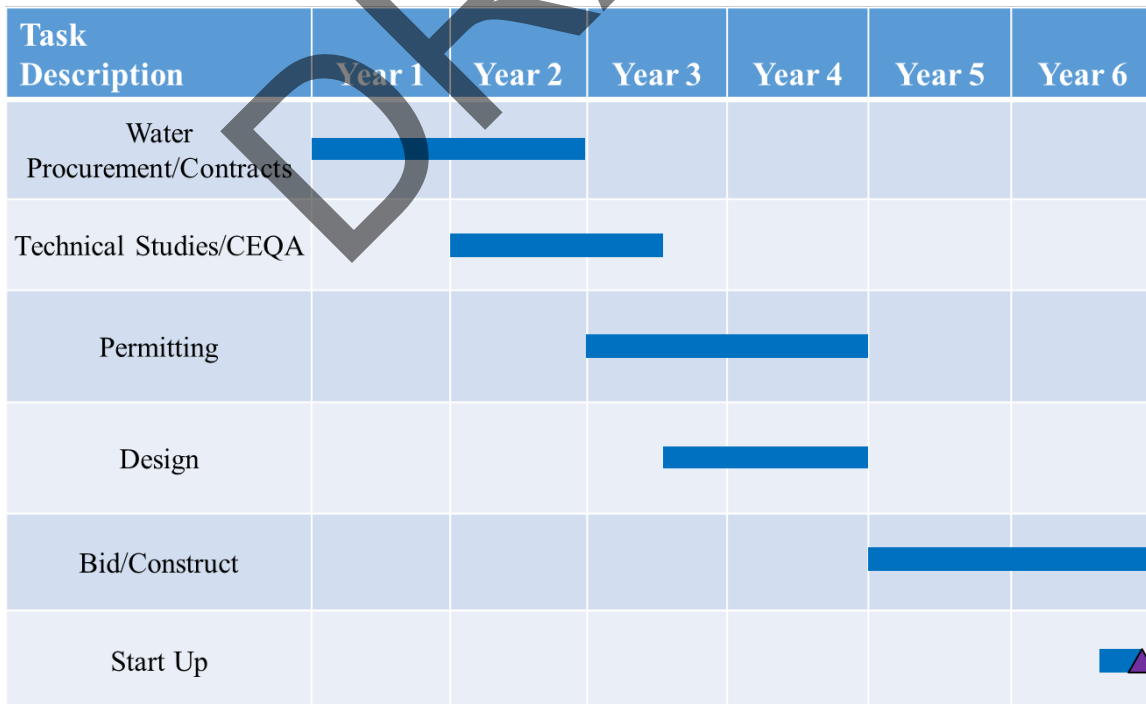 Task
Description
Year 1
Year 2
Year 3
Year 4
Year 5
Year 6
Water
Procurement/Contracts
Technical Studies/CEQA
Permitting
Design
Bid/Construct
Start Up